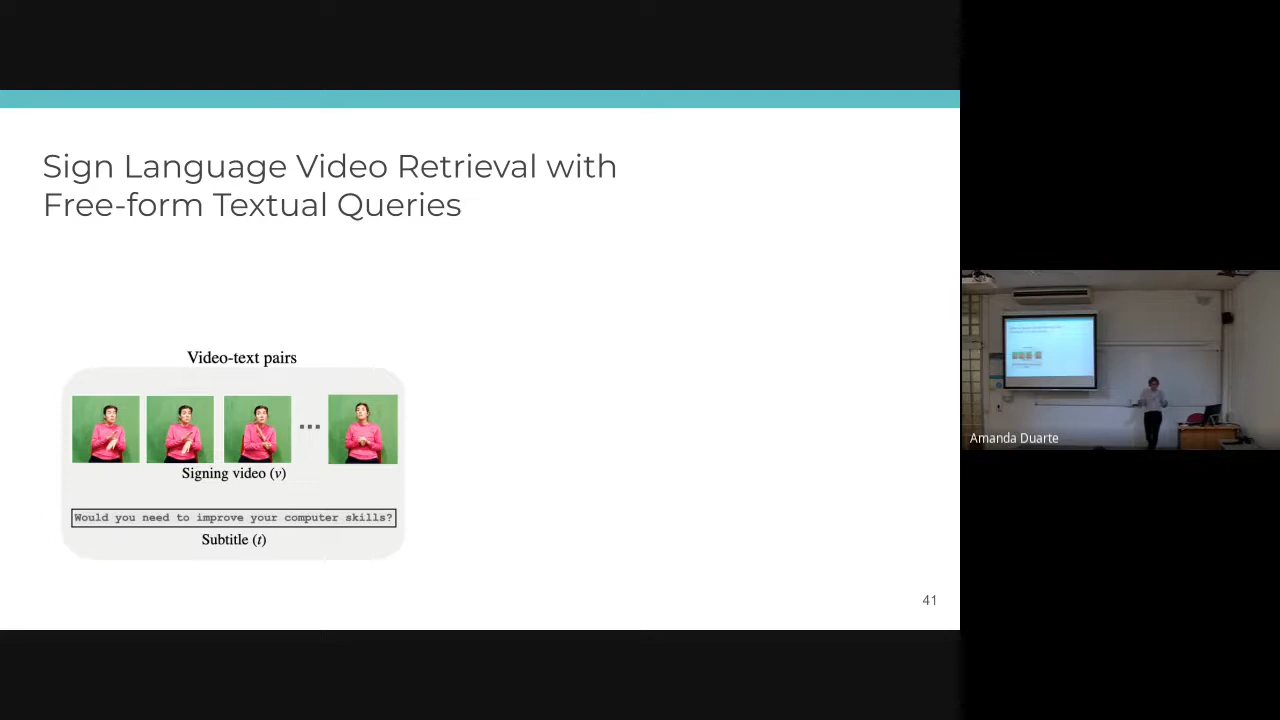 Sign Language Video Retrieval with
Free-form Textual Queries
Video-text pairs
...
Signing video (v)
Would you need to improve your computer skills?
Subtitle (t)
41
Amanda Duarte